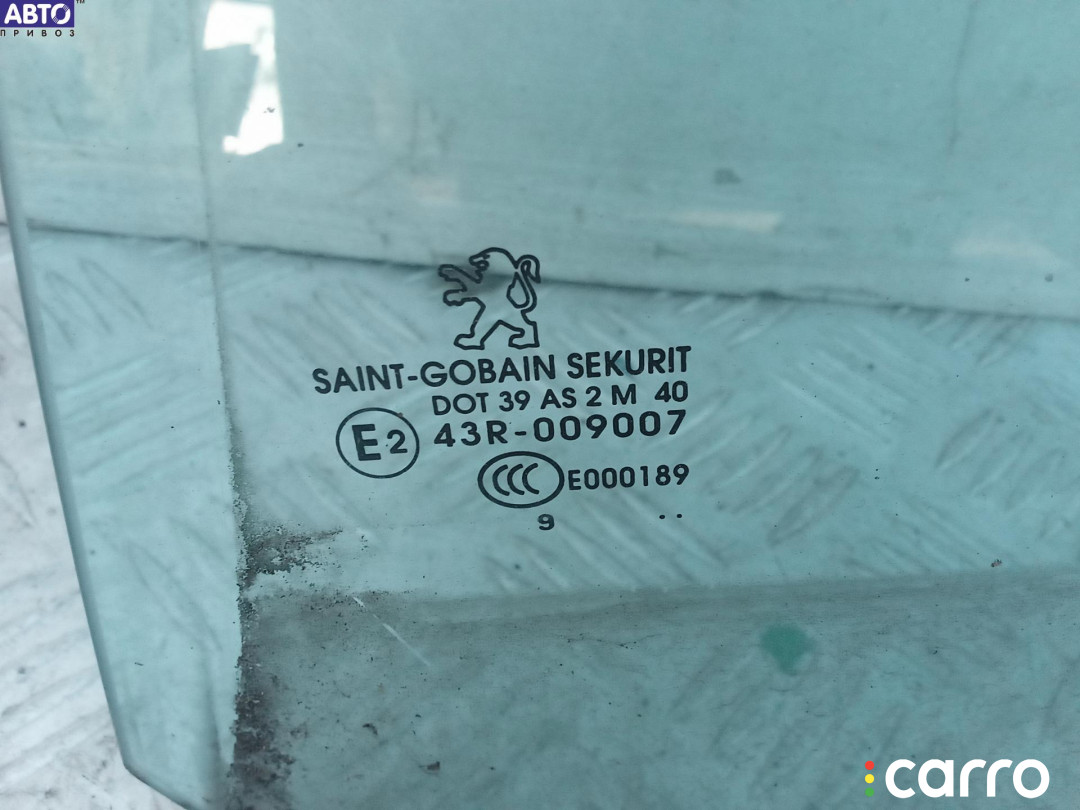 АВТО
ПРИВОЗ
SAINT-GOBAIN SEKURIT
DOT 39 AS 2 M 40
E2 43R-009007
CCC E000189
9 ..
carro